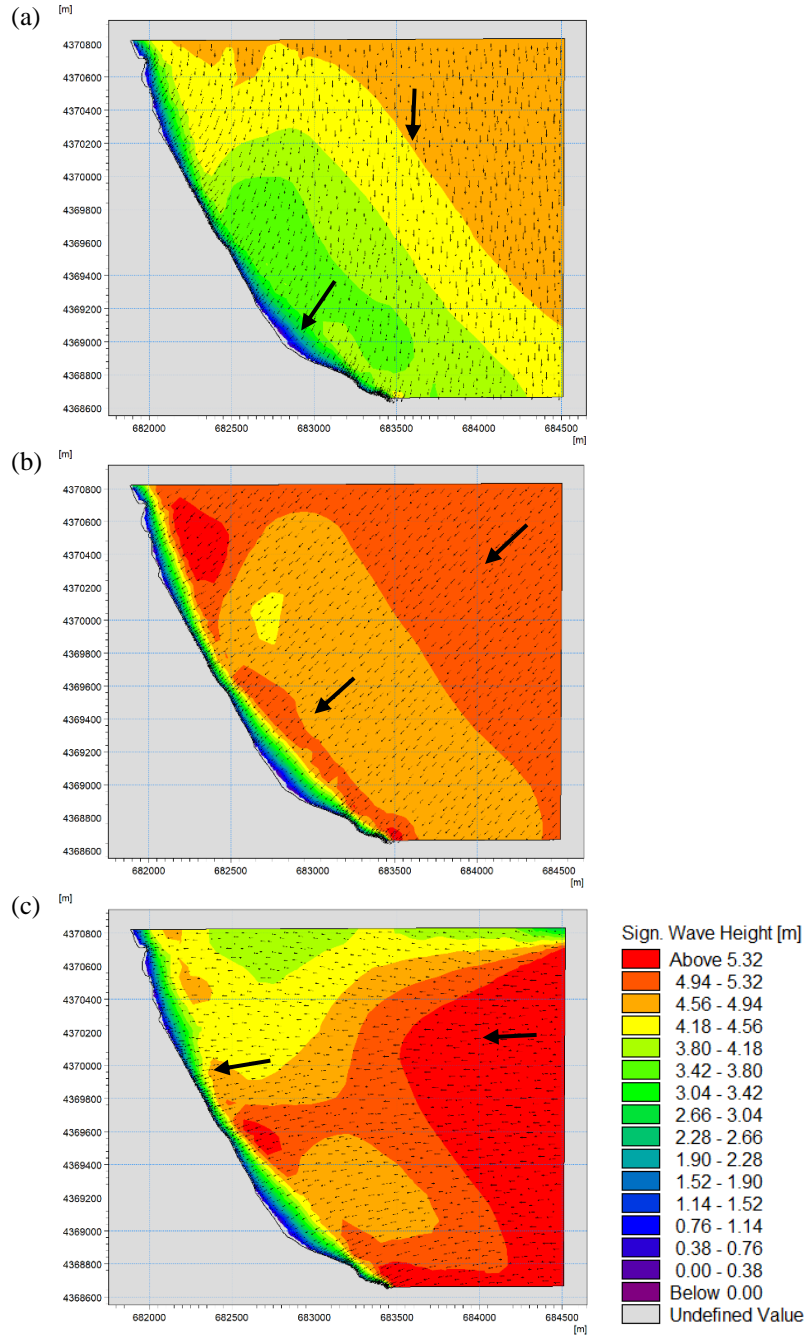 (a)
[m]
4370800
4370600
4370400
4370200
4370000
4369800
4369600
4369400
4369200
4369000
4368800
4368600
682000 682500 683000 683500 684000 684500
[m]
(b)
[m]
4370800
4370600
4370400
4370200
4370000
4369800
4369600
4369400
4369200
4369000
4368800
4368600
682000 682500 683000 683500 684000 684500
[m]
(c)
[m]
4370800
4370600
4370400
4370200
4370000
4369800
4369600
4369400
4369200
4369000
4368800
4368600
682000 682500 683000 683500 684000 684500
[m]
Sign. Wave Height [m]
Above 5.32
4.94 - 5.32
4.56 - 4.94
4.18 - 4.56
3.80 - 4.18
3.42 - 3.80
3.04 - 3.42
2.66 - 3.04
2.28 - 2.66
1.90 - 2.28
1.52 - 1.90
1.14 - 1.52
0.76 - 1.14
0.38 - 0.76
0.00 - 0.38
Below 0.00
Undefined Value